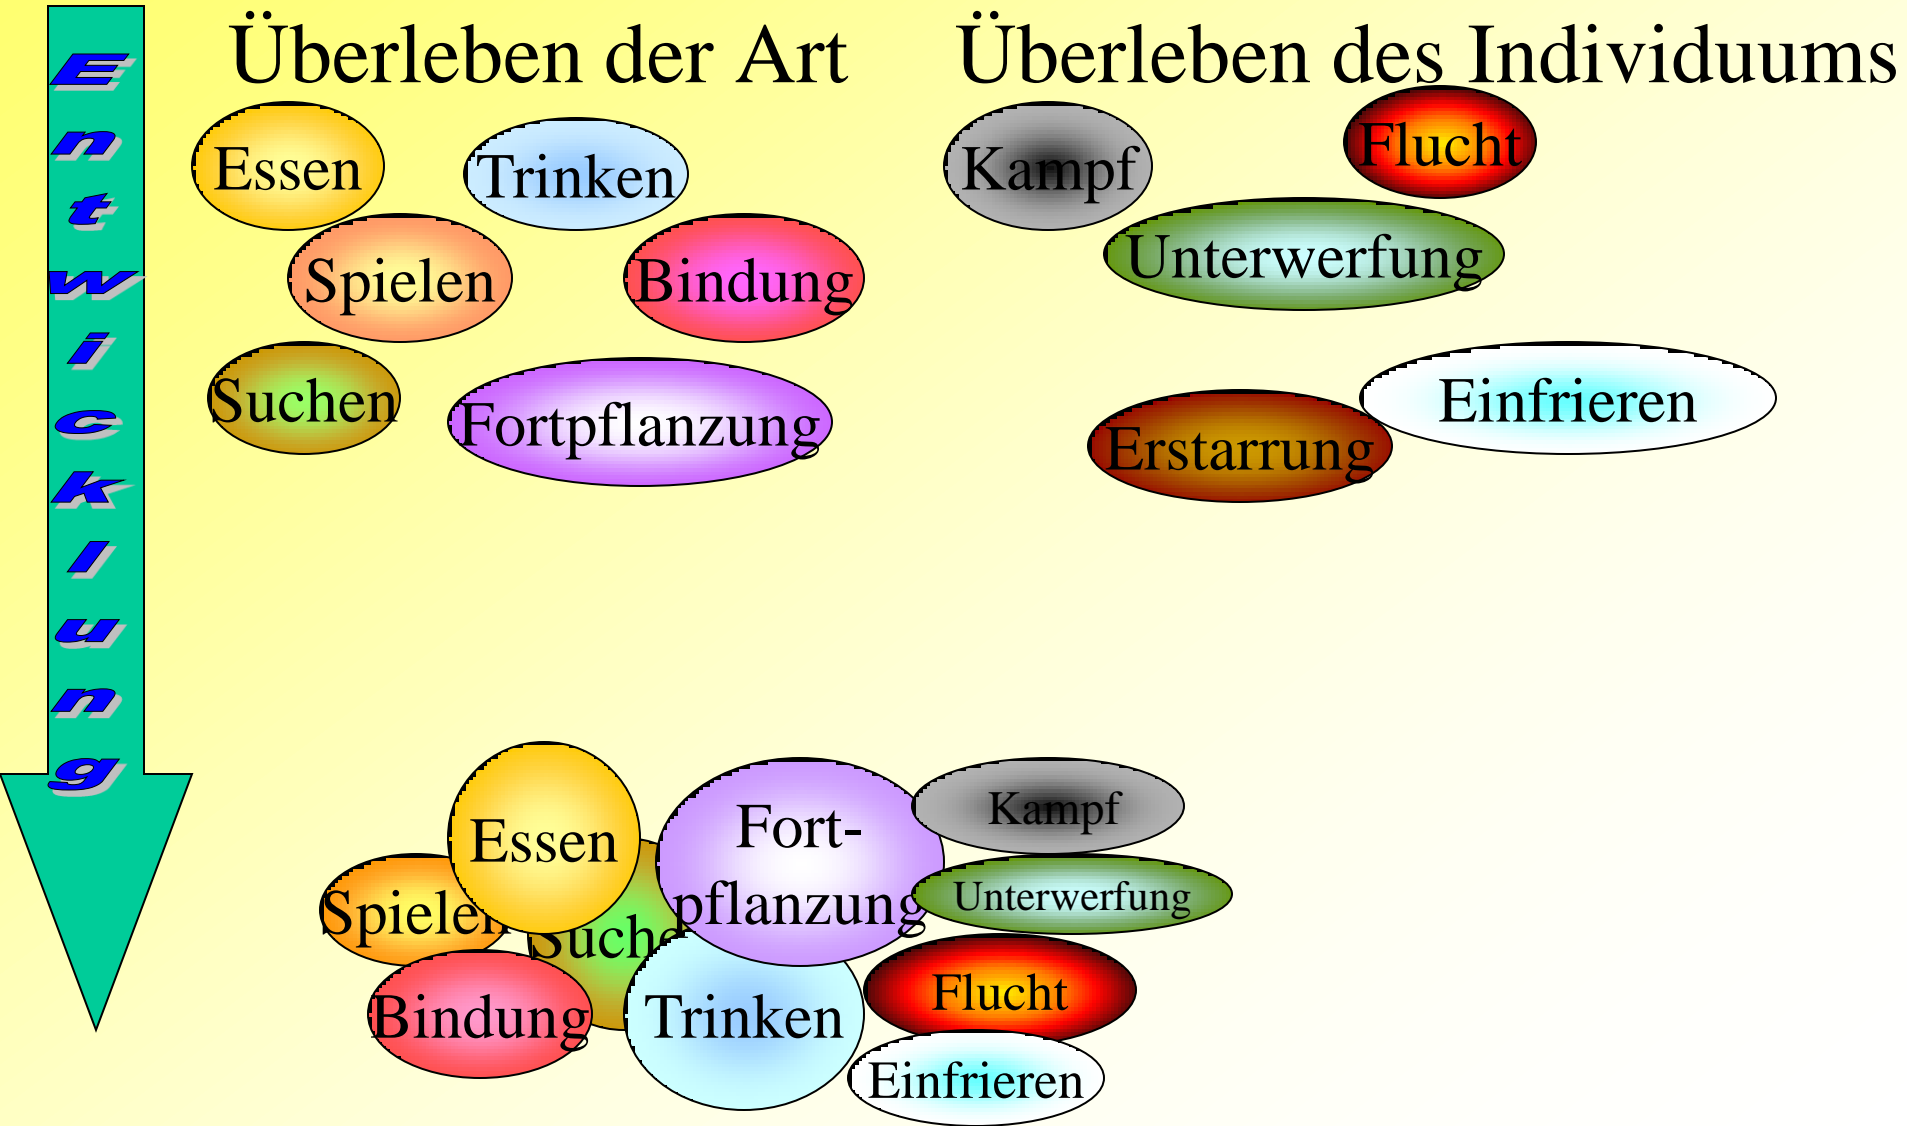 Entwicklung
Überleben der Art
Überleben des Individuums
Essen
Trinken
Spielen
Bindung
Suchen
Fortpflanzung
Kampf
Flucht
Unterwerfung
Einfrieren
Erstarrung
Essen
Fort-
pflanzung
Spielen
Suche
Bindung
Trinken
Kampf
Unterwerfung
Flucht
Einfrieren